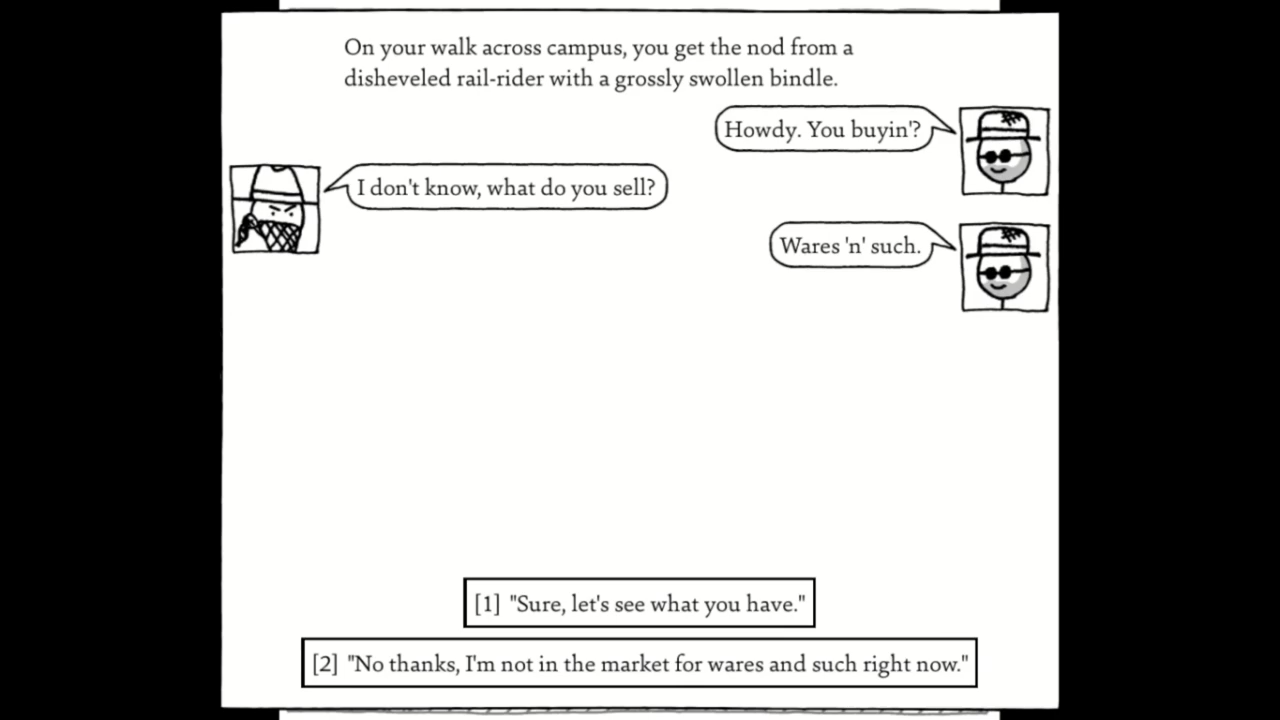 On your walk across campus, you get the nod from a
disheveled rail-rider with a grossly swollen bindle.
Howdy. You buyin'?
I don't know, what do you sell?
Wares 'n' such.
[1] "Sure, let's see what you have."
[2] "No thanks, I'm not in the market for wares and such right now."